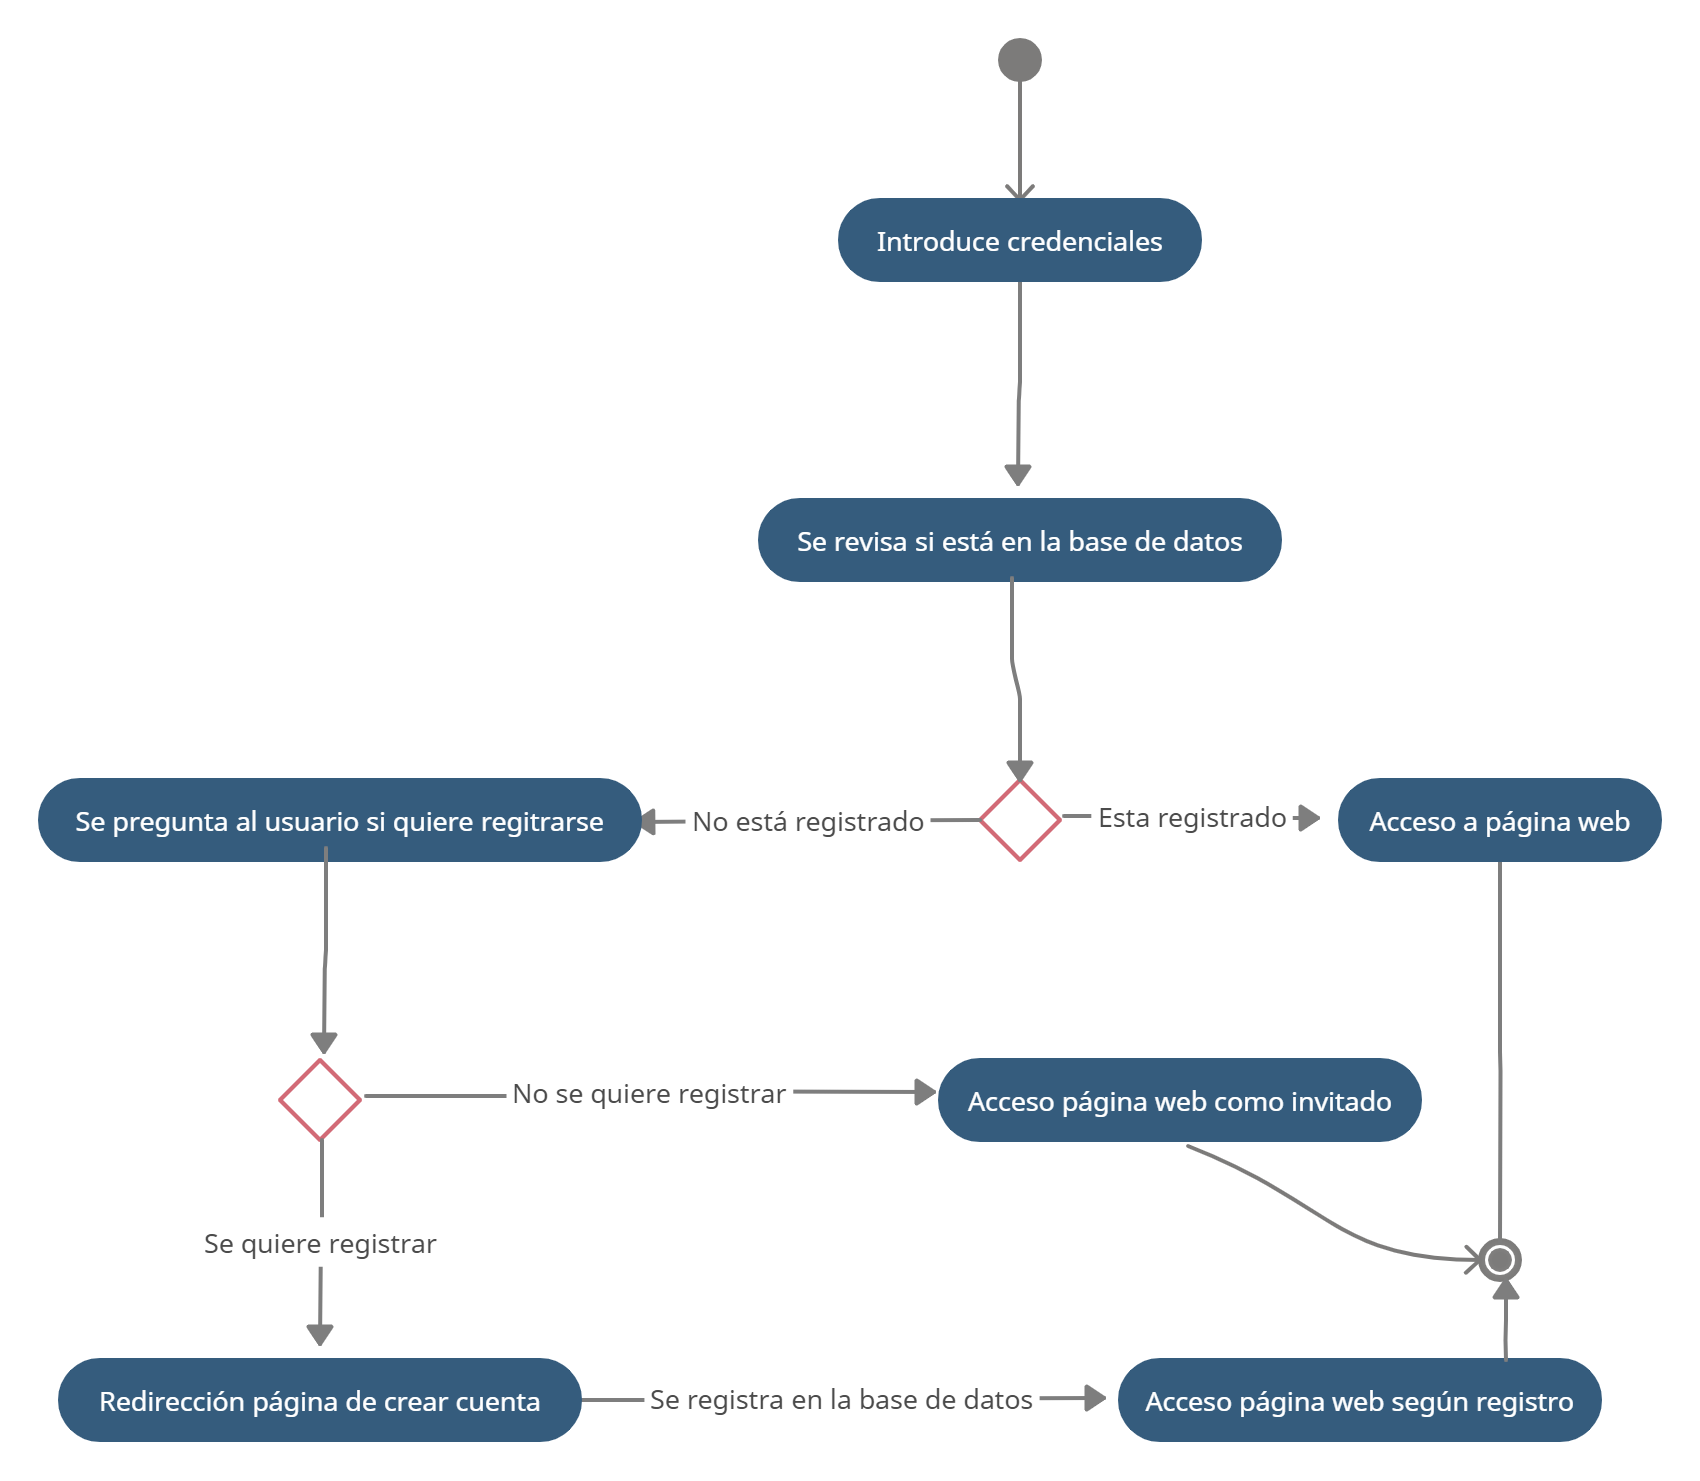 Introduce credenciales
Se revisa si está en la base de datos
Se pregunta al usuario si quiere regitrarse
No está registrado
Esta registrado
Acceso a página web
No se quiere registrar
Acceso página web como invitado
Se quiere registrar
Redirección página de crear cuenta
Se registra en la base de datos
Acceso página web según registro